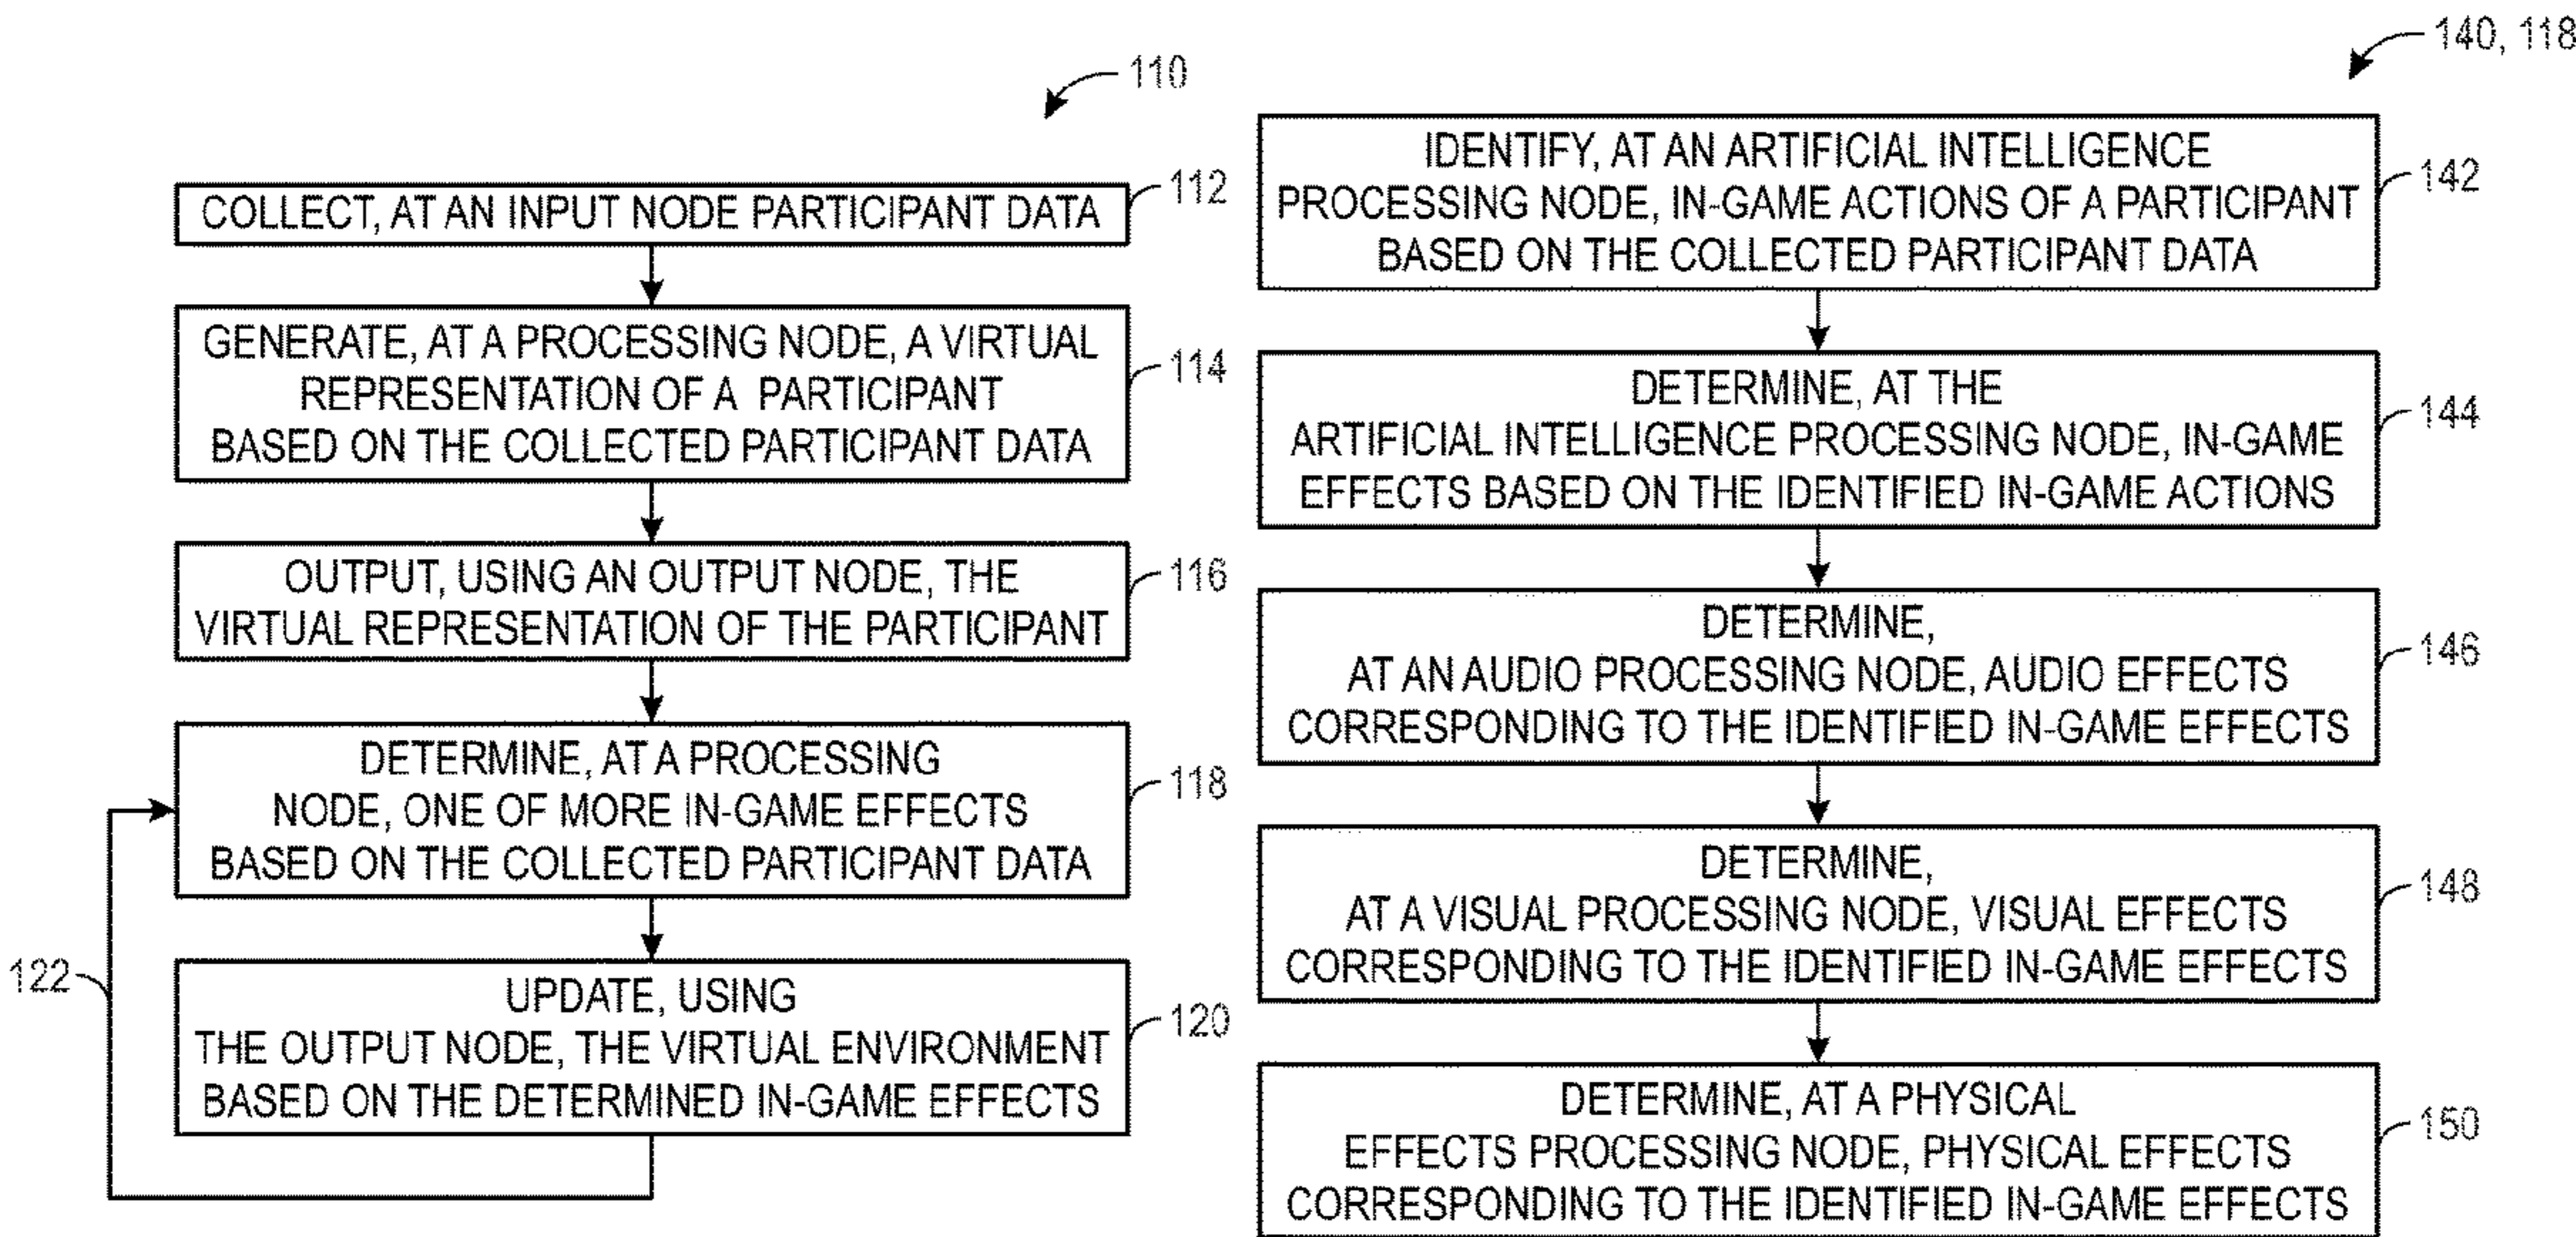 110
COLLECT, AT AN INPUT NODE PARTICIPANT DATA
112
GENERATE, AT A PROCESSING NODE, A VIRTUAL
REPRESENTATION OF A PARTICIPANT
BASED ON THE COLLECTED PARTICIPANT DATA
114
OUTPUT, USING AN OUTPUT NODE, THE
VIRTUAL REPRESENTATION OF THE PARTICIPANT
116
DETERMINE, AT A PROCESSING
NODE, ONE OF MORE IN-GAME EFFECTS
BASED ON THE COLLECTED PARTICIPANT DATA
118
122
UPDATE, USING
THE OUTPUT NODE, THE VIRTUAL ENVIRONMENT
BASED ON THE DETERMINED IN-GAME EFFECTS
120
140, 118
IDENTIFY, AT AN ARTIFICIAL INTELLIGENCE
PROCESSING NODE, IN-GAME ACTIONS OF A PARTICIPANT
BASED ON THE COLLECTED PARTICIPANT DATA
142
DETERMINE, AT THE
ARTIFICIAL INTELLIGENCE PROCESSING NODE, IN-GAME
EFFECTS BASED ON THE IDENTIFIED IN-GAME ACTIONS
144
DETERMINE,
AT AN AUDIO PROCESSING NODE, AUDIO EFFECTS
CORRESPONDING TO THE IDENTIFIED IN-GAME EFFECTS
146
DETERMINE,
AT A VISUAL PROCESSING NODE, VISUAL EFFECTS
CORRESPONDING TO THE IDENTIFIED IN-GAME EFFECTS
148
DETERMINE, AT A PHYSICAL
EFFECTS PROCESSING NODE, PHYSICAL EFFECTS
CORRESPONDING TO THE IDENTIFIED IN-GAME EFFECTS
150